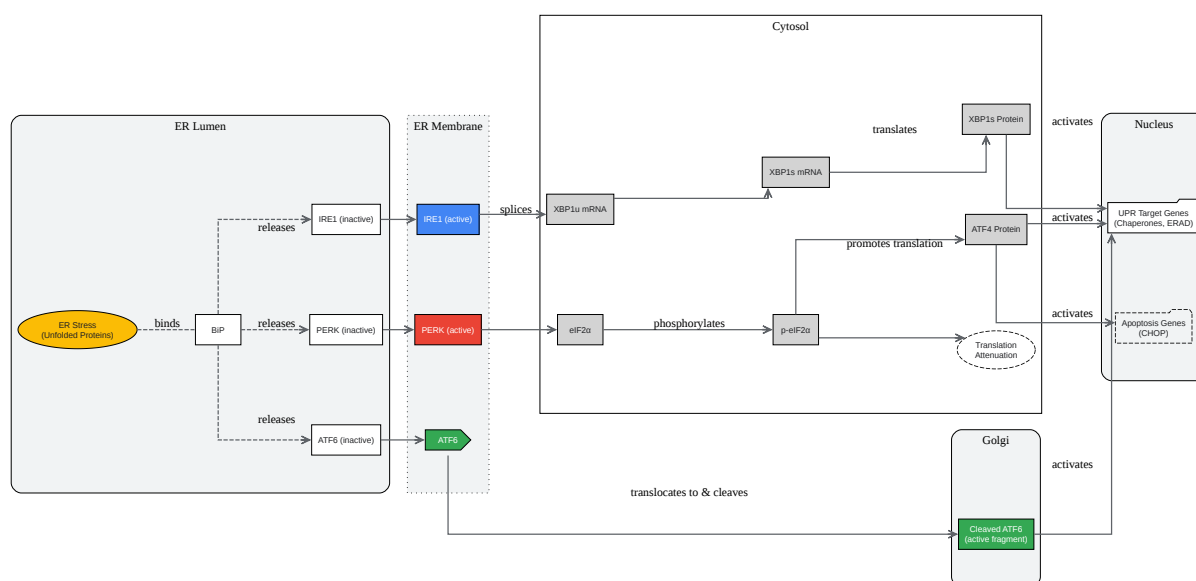 Cytosol
ER Lumen
ER Membrane
Nucleus
XBP1s Protein
activates
translates
XBP1s mRNA
IRE1 (inactive)
releases
IRE1 (active)
splices
XBP1u mRNA
UPR Target Genes
(Chaperones, ERAD)
activates
ATF4 Protein
promotes translation
ER Stress
(Unfolded Proteins)
binds
BiP
releases
PERK (inactive)
PERK (active)
eIF2α
phosphorylates
p-eIF2α
Translation
Attenuation
activates
Apoptosis Genes
(CHOP)
releases
ATF6 (inactive)
ATF6
Golgi
activates
translocates to & cleaves
Cleaved ATF6
(active fragment)